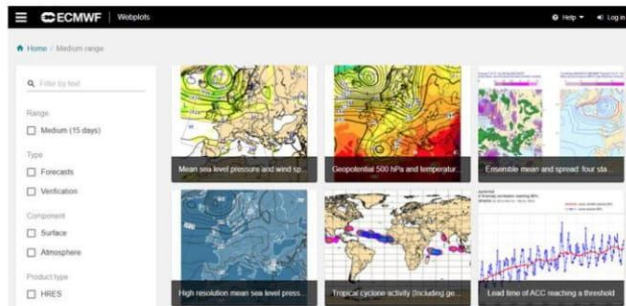 ECMWF Webplots Help Log in
Home / Medium range
Filter by text
Range
Medium (15 days)
Type
Forecasts
Verification
Component
Surface
Atmosphere
Product type
HRES
Mean sea level pressure and wind sp...
Geopotential 500 hPa and temperatur...
Ensemble mean and spread: four sta...
High resolution mean sea level press...
Tropical cyclone activity (Including ge...
Lead time of ACC reaching a threshold